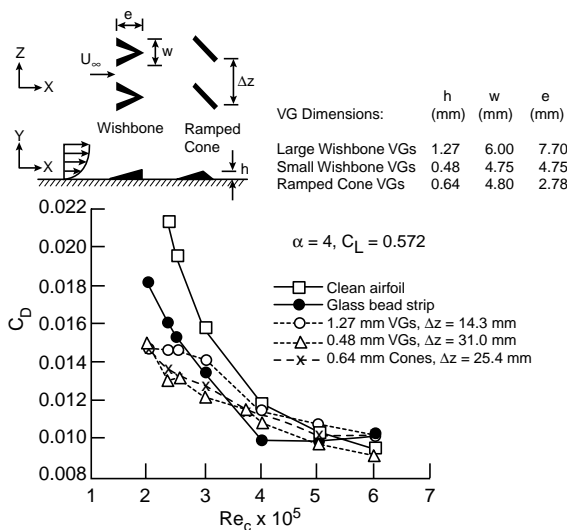 e
Z
X
U∞
w
Δz
Wishbone
Ramped
Cone
Y
X
h
VG Dimensions:
h
(mm)
w
(mm)
e
(mm)
Large Wishbone VGs 1.27 6.00 7.70
Small Wishbone VGs 0.48 4.75 4.75
Ramped Cone VGs 0.64 4.80 2.78
α = 4, CL = 0.572
Clean airfoil
Glass bead strip
1.27 mm VGs, Δz = 14.3 mm
0.48 mm VGs, Δz = 31.0 mm
0.64 mm Cones, Δz = 25.4 mm
CD
0.022
0.020
0.018
0.016
0.014
0.012
0.010
0.008
1 2 3 4 5 6 7
Rec x 10⁵